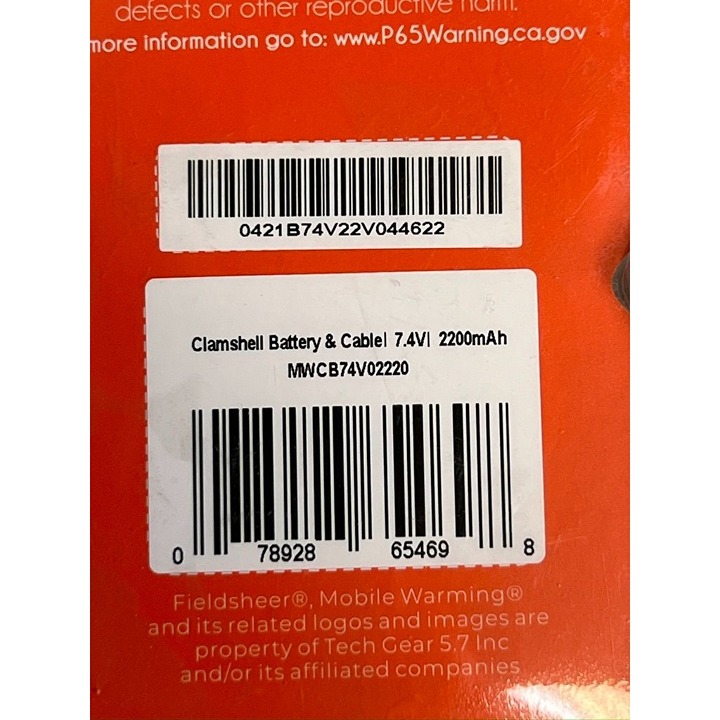 defects or other reproductive harm.
more information go to: www.P65Warning.ca.gov
0421B74V22V044622
Clamshell Battery & Cable| 7.4V| 2200mAh
MWCB74V02220
0 78928 65469 8
Fieldsheer®, Mobile Warming®
and its related logos and images are
property of Tech Gear 5.7 Inc
and/or its affiliated companies